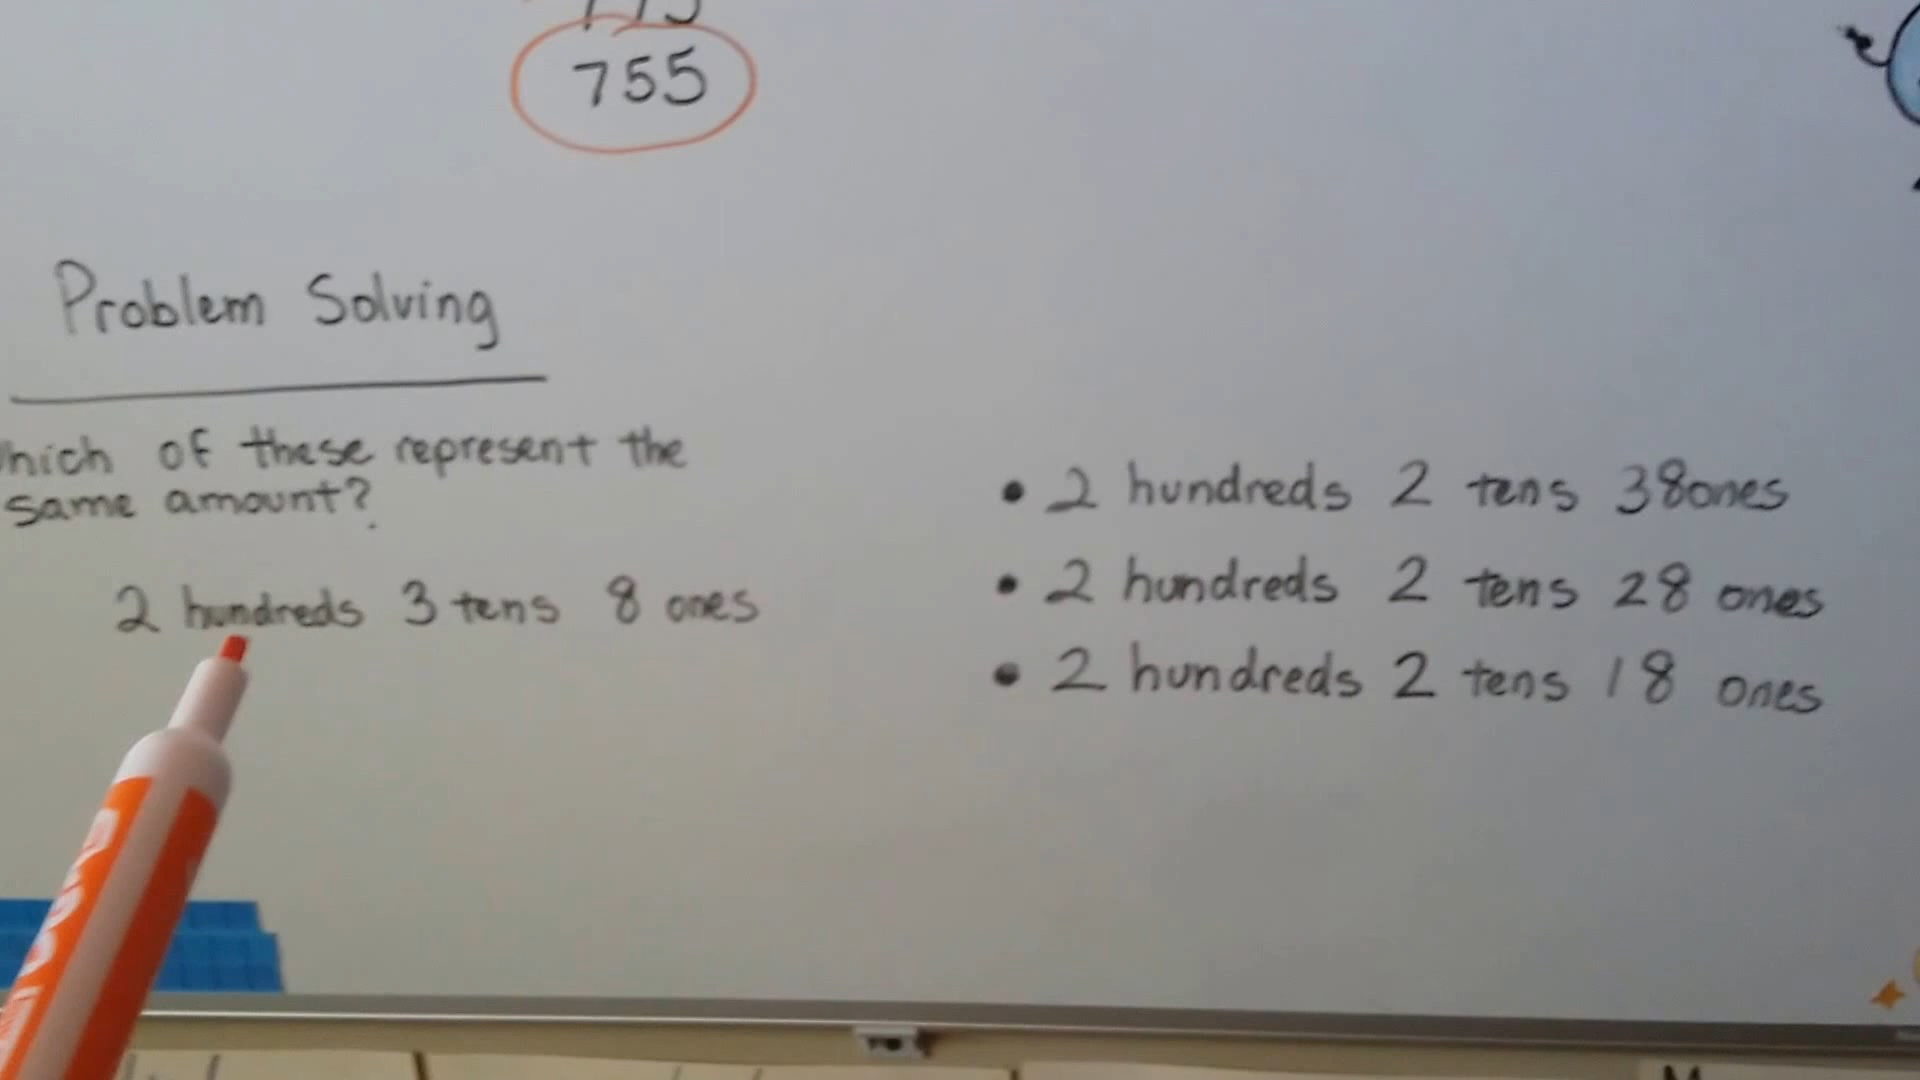 755
Problem Solving
hich of these represent the
same amount?
2 hundreds 3 tens 8 ones
• 2 hundreds 2 tens 38ones
• 2 hundreds 2 tens 28 ones
• 2 hundreds 2 tens 18 ones